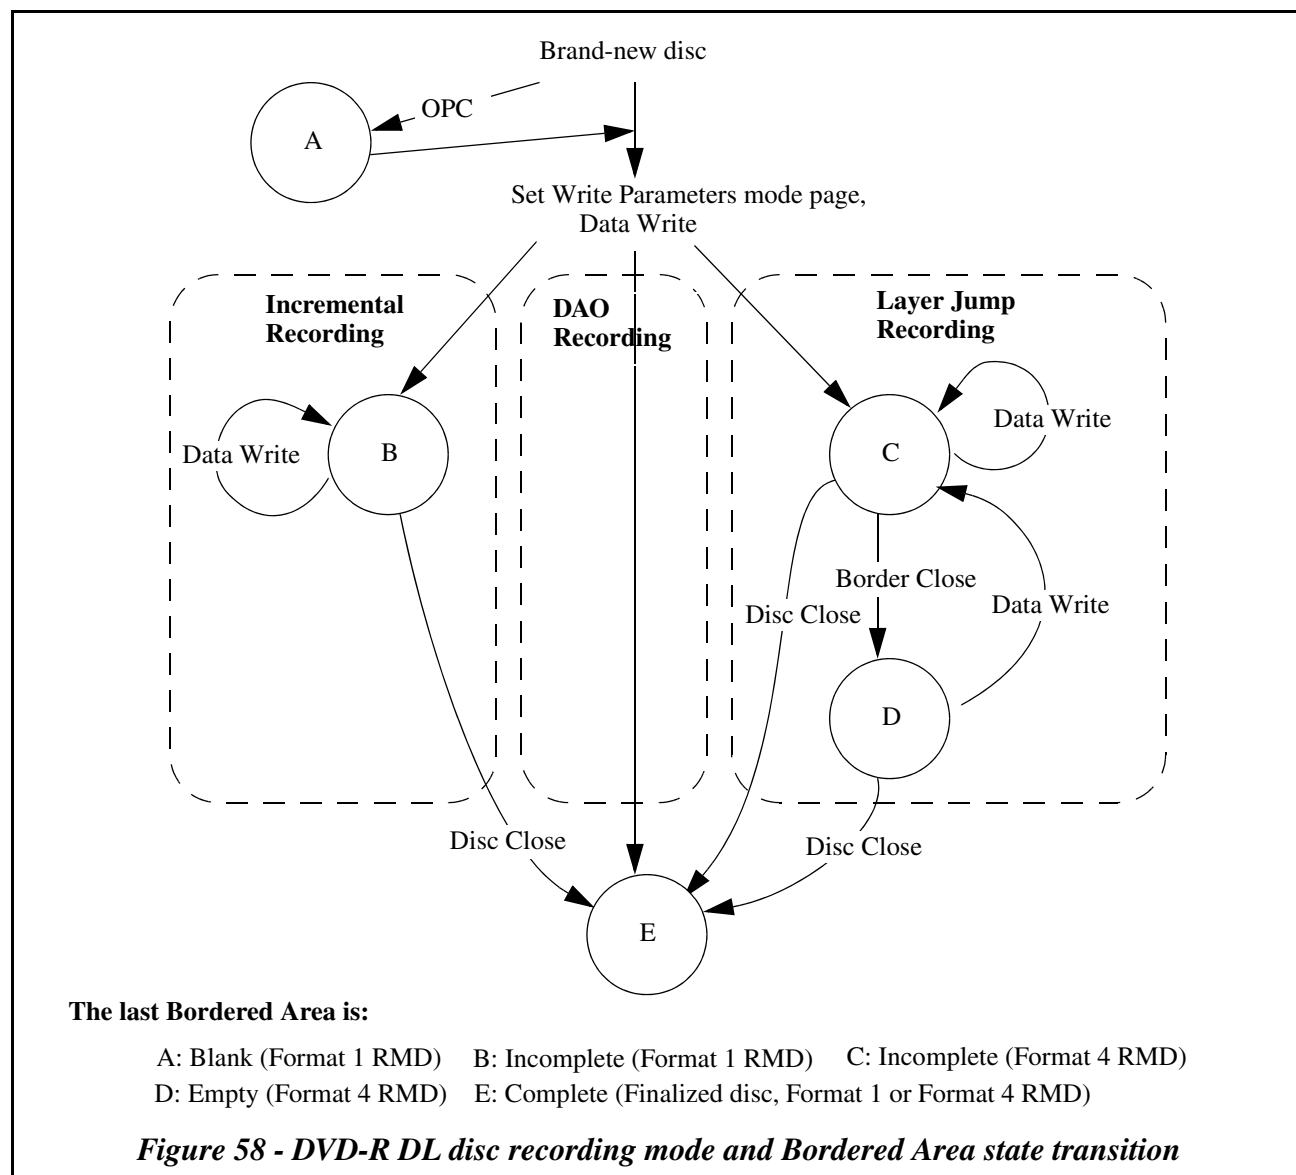 Brand-new disc
OPC
A
Set Write Parameters mode page,
Data Write
Incremental
Recording
DAO
Recording
Layer Jump
Recording
Data Write
B
C
Data Write
Border Close
Disc Close
Data Write
D
Disc Close
Disc Close
E
The last Bordered Area is:
A: Blank (Format 1 RMD) B: Incomplete (Format 1 RMD) C: Incomplete (Format 4 RMD)
D: Empty (Format 4 RMD) E: Complete (Finalized disc, Format 1 or Format 4 RMD)
Figure 58 - DVD-R DL disc recording mode and Bordered Area state transition